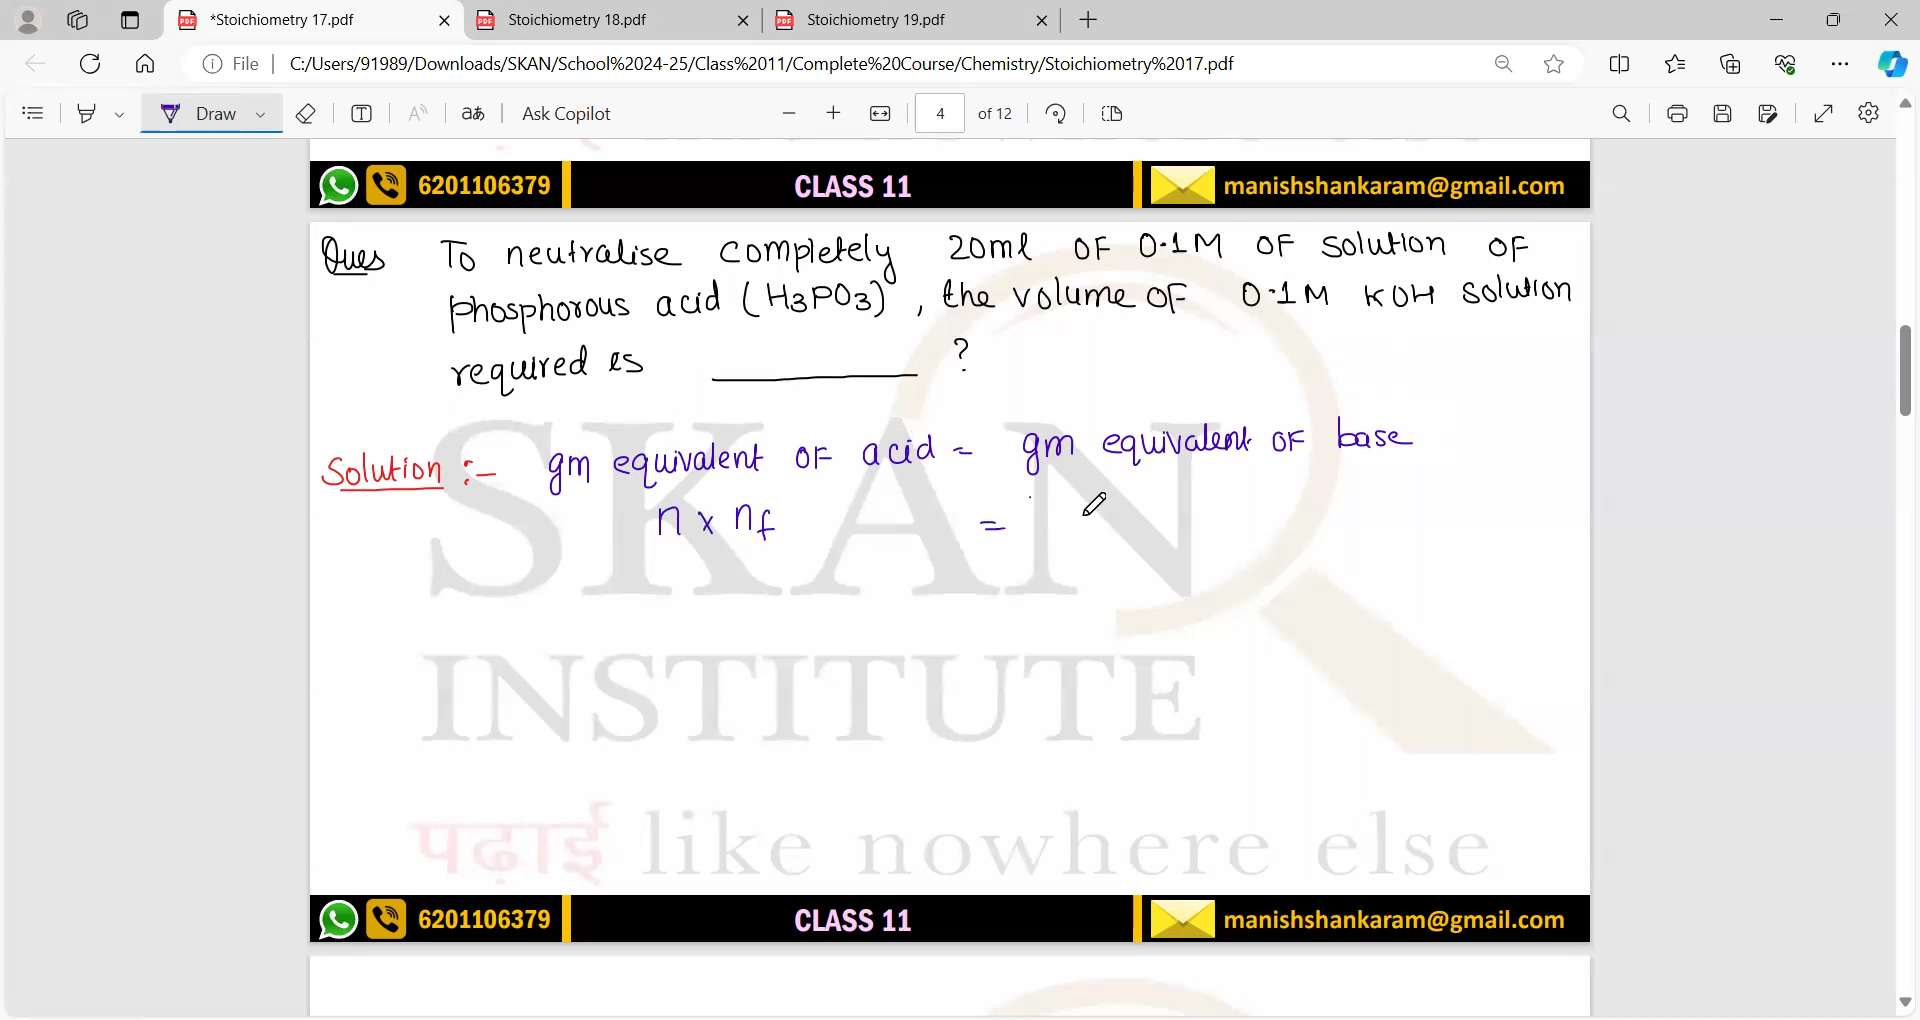 *Stoichiometry 17.pdf
Stoichiometry 18.pdf
Stoichiometry 19.pdf
File
C:/Users/91989/Downloads/SKAN/School%2024-25/Class%2011/Complete%20Course/Chemistry/Stoichiometry%2017.pdf
Draw
Ask Copilot
4 of 12
6201106379 CLASS 11 manishshankaram@gmail.com
Ques To neutralise completely 20ml OF 0.1M OF solution OF
phosphorous acid (H3PO3), the volume OF 0.1M KOH solution
required is ________ ?
Solution :- gm equivalent OF acid = gm equivalent OF base
n x nf =
SKAN
INSTITUTE
पढ़ाई like nowhere else
6201106379 CLASS 11 manishshankaram@gmail.com